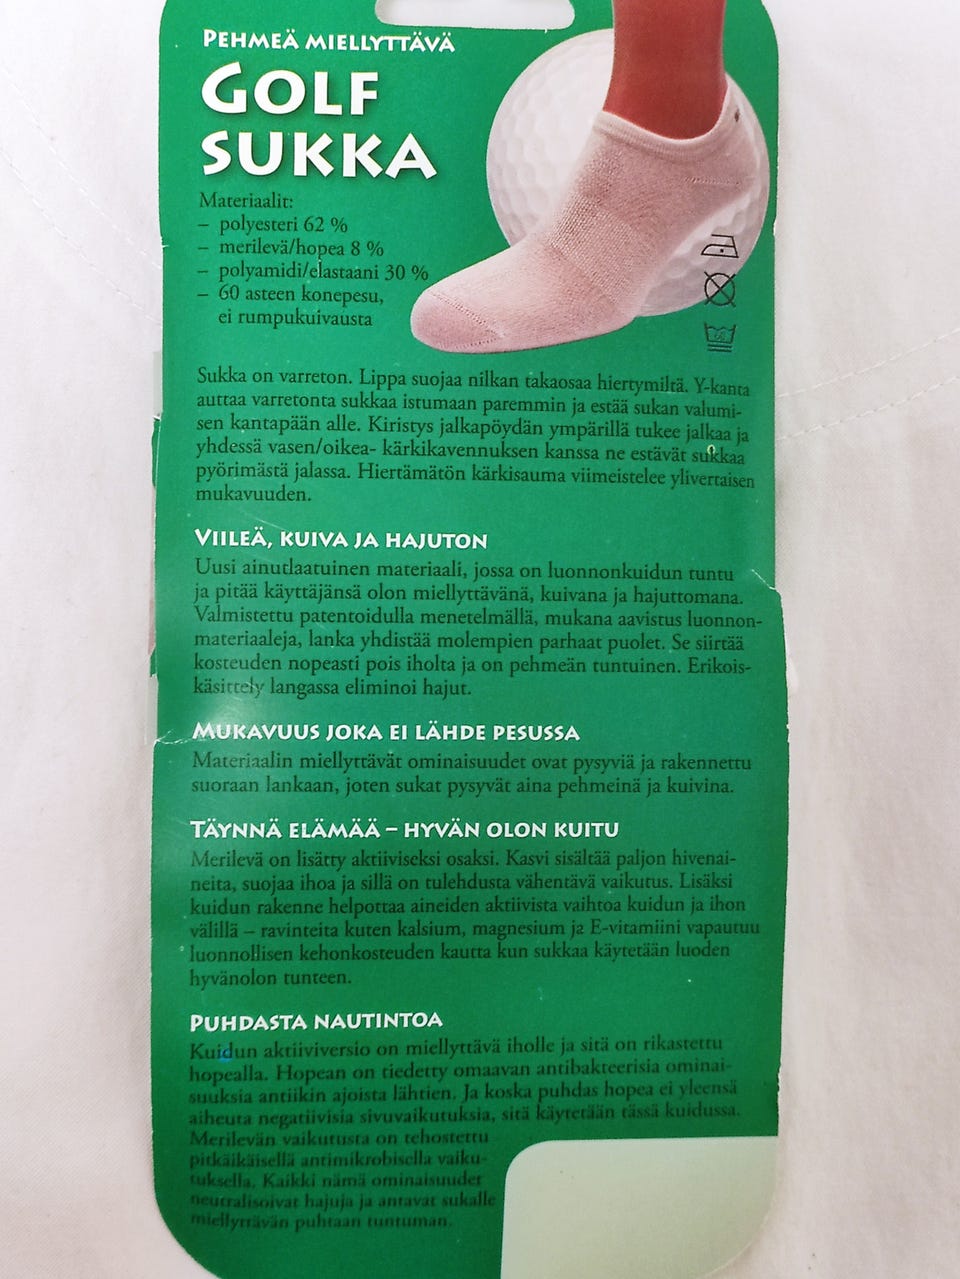 PEHMEÄ MIELLYTTÄVÄ
GOLF
SUKKA
Materiaalit:
– polyesteri 62 %
– merilevä/hopea 8 %
– polyamidi/elastaani 30 %
– 60 asteen konepesu,
ei rumpukuivausta
Sukka on varreton. Lippa suojaa nilkan takaosaa hiertymiltä. Y-kanta
auttaa varretonta sukkaa istumaan paremmin ja estää sukan valumi-
sen kantapään alle. Kiristys jalkapöydän ympärillä tukee jalkaa ja
yhdessä vasen/oikea- kärkikavennuksen kanssa ne estävät sukkaa
pyörimästä jalassa. Hiertämätön kärkisauma viimeistelee ylivertaisen
mukavuuden.
VIILEÄ, KUIVA JA HAJUTON
Uusi ainutlaatuinen materiaali, jossa on luonnonkuidun tuntu
ja pitää käyttäjänsä olon miellyttävänä, kuivana ja hajuttomana.
Valmistettu patentoidulla menetelmällä, mukana aavistus luonnon-
materiaaleja, lanka yhdistää molempien parhaat puolet. Se siirtää
kosteuden nopeasti pois iholta ja on pehmeän tuntuinen. Erikois-
käsittely langassa eliminoi hajut.
MUKAVUUS JOKA EI LÄHDE PESUSSA
Materiaalin miellyttävät ominaisuudet ovat pysyviä ja rakennettu
suoraan lankaan, joten sukat pysyvät aina pehmeinä ja kuivina.
TÄYNNÄ ELÄMÄÄ – HYVÄN OLON KUITU
Merilevä on lisätty aktiiviseksi osaksi. Kasvi sisältää paljon hivenai-
neita, suojaa ihoa ja sillä on tulehdusta vähentävä vaikutus. Lisäksi
kuidun rakenne helpottaa aineiden aktiivista vaihtoa kuidun ja ihon
välillä – ravinteita kuten kalsium, magnesium ja E-vitamiini vapautuu
luonnollisen kehonkosteuden kautta kun sukkaa käytetään luoden
hyvänolon tunteen.
PUHDASTA NAUTINTOA
Kuidun aktiiviversio on miellyttävä iholle ja sitä on rikastettu
hopealla. Hopean on tiedetty omaavan antibakteerisia ominai-
suuksia antiikin ajoista lähtien. Ja koska puhdas hopea ei yleensä
aiheuta negatiivisia sivuvaikutuksia, sitä käytetään tässä kuidussa.
Merilevän vaikutusta on tehostettu
pitkäikäisellä antimikrobisella vaiku-
tuksella. Kaikki nämä ominaisuudet
neutralisoivat hajuja ja antavat sukalle
miellyttävän puhtaan tuntuman.